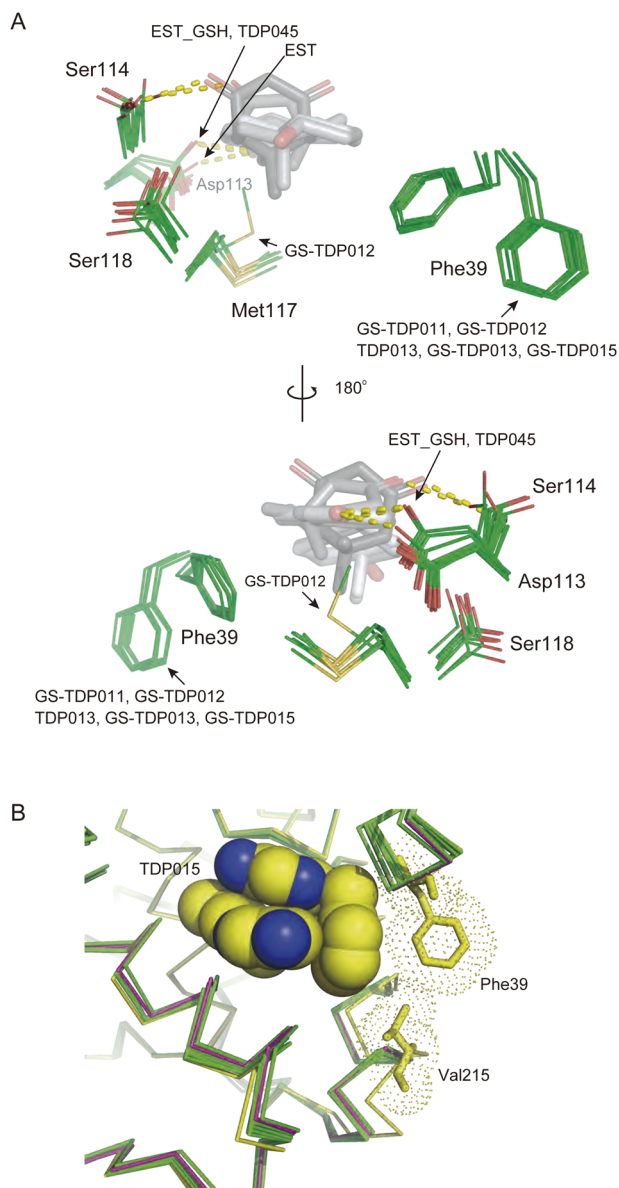 A
EST_GSH, TDP045
EST
Ser114
Asp113
Ser118
GS-TDP012
Phe39
Met117
GS-TDP011, GS-TDP012
TDP013, GS-TDP013, GS-TDP015
180°
EST_GSH, TDP045
Ser114
GS-TDP012
Asp113
Phe39
Ser118
GS-TDP011, GS-TDP012
TDP013, GS-TDP013, GS-TDP015
B
TDP015
Phe39
Val215